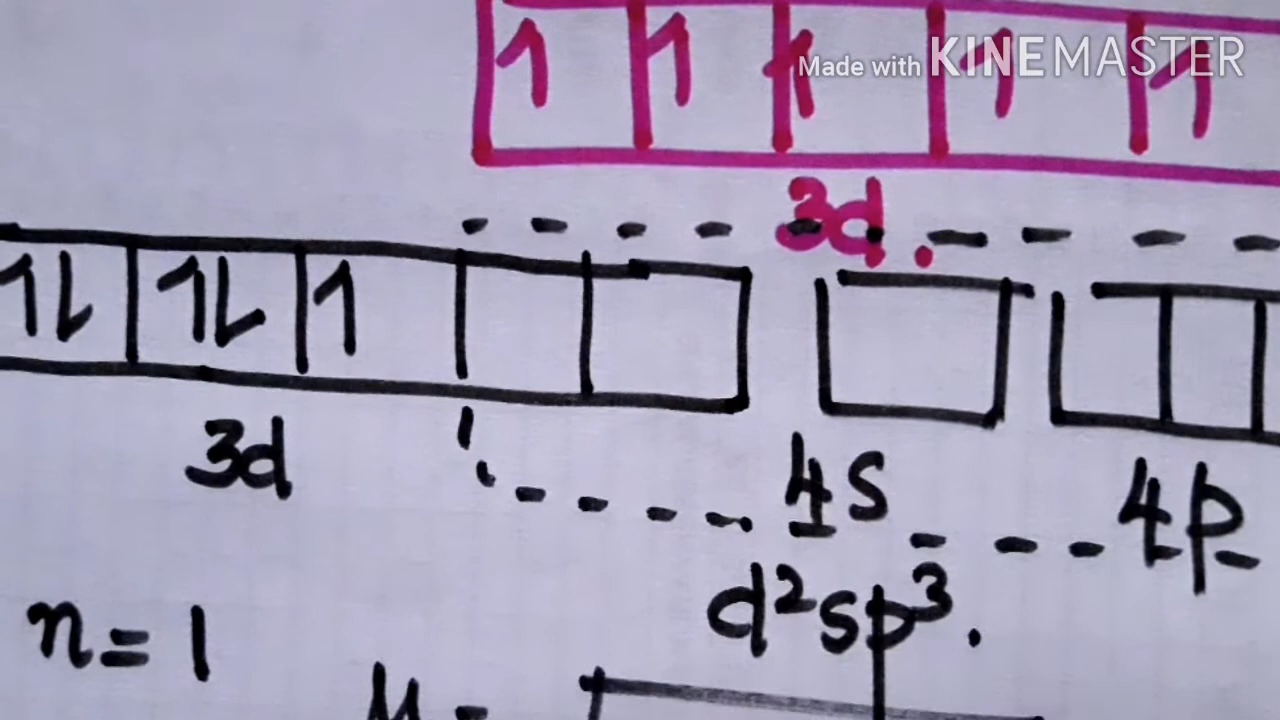 Made with KINEMASTER
↿ ↿ ↿ ↿ ↿
3d.
↿⇂ ↿⇂ ↿
3d 4s 4p
d²sp³.
n = 1
μ =